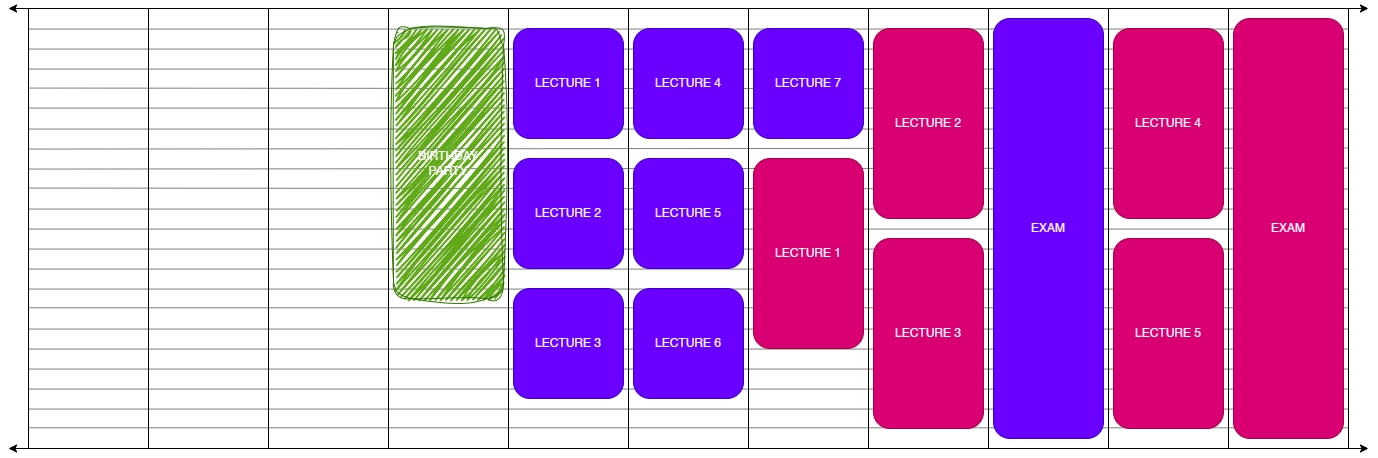 BIRTHDAY
PARTY
LECTURE 1
LECTURE 2
LECTURE 3
LECTURE 4
LECTURE 5
LECTURE 6
LECTURE 7
LECTURE 1
LECTURE 2
LECTURE 3
EXAM
LECTURE 4
LECTURE 5
EXAM